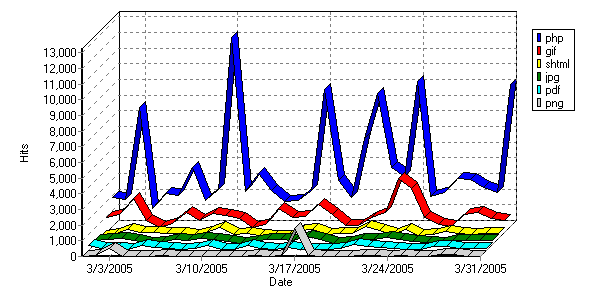 13,000
12,000
11,000
10,000
9,000
8,000
7,000
6,000
5,000
4,000
3,000
2,000
1,000
0
Hits
3/3/2005 3/10/2005 3/17/2005 3/24/2005 3/31/2005
Date
php
gif
shtml
jpg
pdf
png